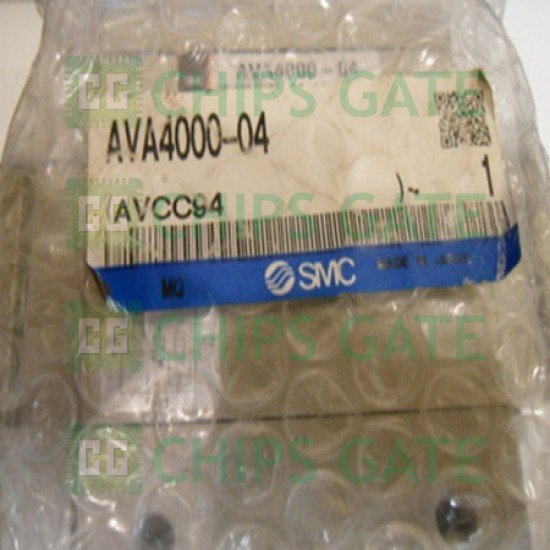 AVA4000-04
CHIPS GATE
AVA4000-04
CHIPS GATE
1
(AVCC94
MQ SMC MADE IN JAPAN
CHIPS GATE
CHIPS GATE